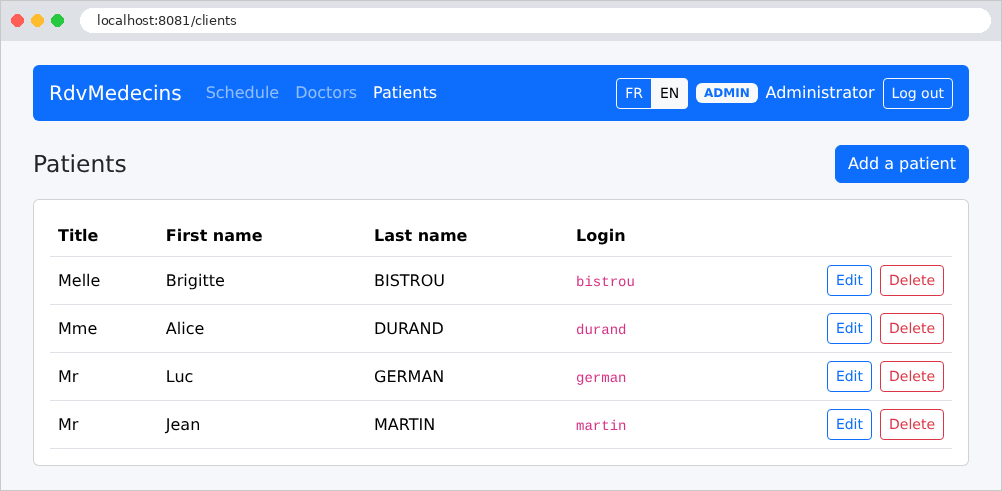 localhost:8081/clients
RdvMedecins Schedule Doctors Patients FR EN ADMIN Administrator Log out
Patients Add a patient
Title First name Last name Login
Melle Brigitte BISTROU bistrou Edit Delete
Mme Alice DURAND durand Edit Delete
Mr Luc GERMAN german Edit Delete
Mr Jean MARTIN martin Edit Delete